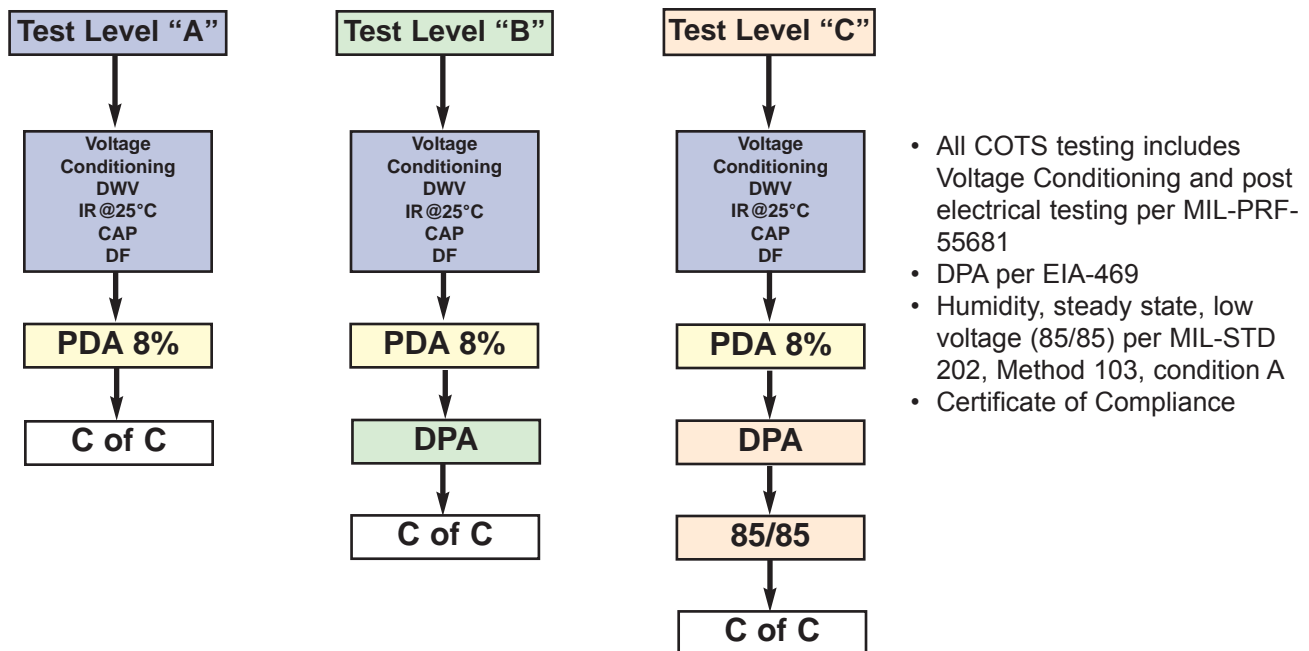 Test Level “A”
Voltage
Conditioning
DWV
IR @25°C
CAP
DF
PDA 8%
C of C
Test Level “B”
Voltage
Conditioning
DWV
IR @25°C
CAP
DF
PDA 8%
DPA
C of C
Test Level “C”
Voltage
Conditioning
DWV
IR @25°C
CAP
DF
PDA 8%
DPA
85/85
C of C
• All COTS testing includes
Voltage Conditioning and post
electrical testing per MIL-PRF-
55681
• DPA per EIA-469
• Humidity, steady state, low
voltage (85/85) per MIL-STD
202, Method 103, condition A
• Certificate of Compliance